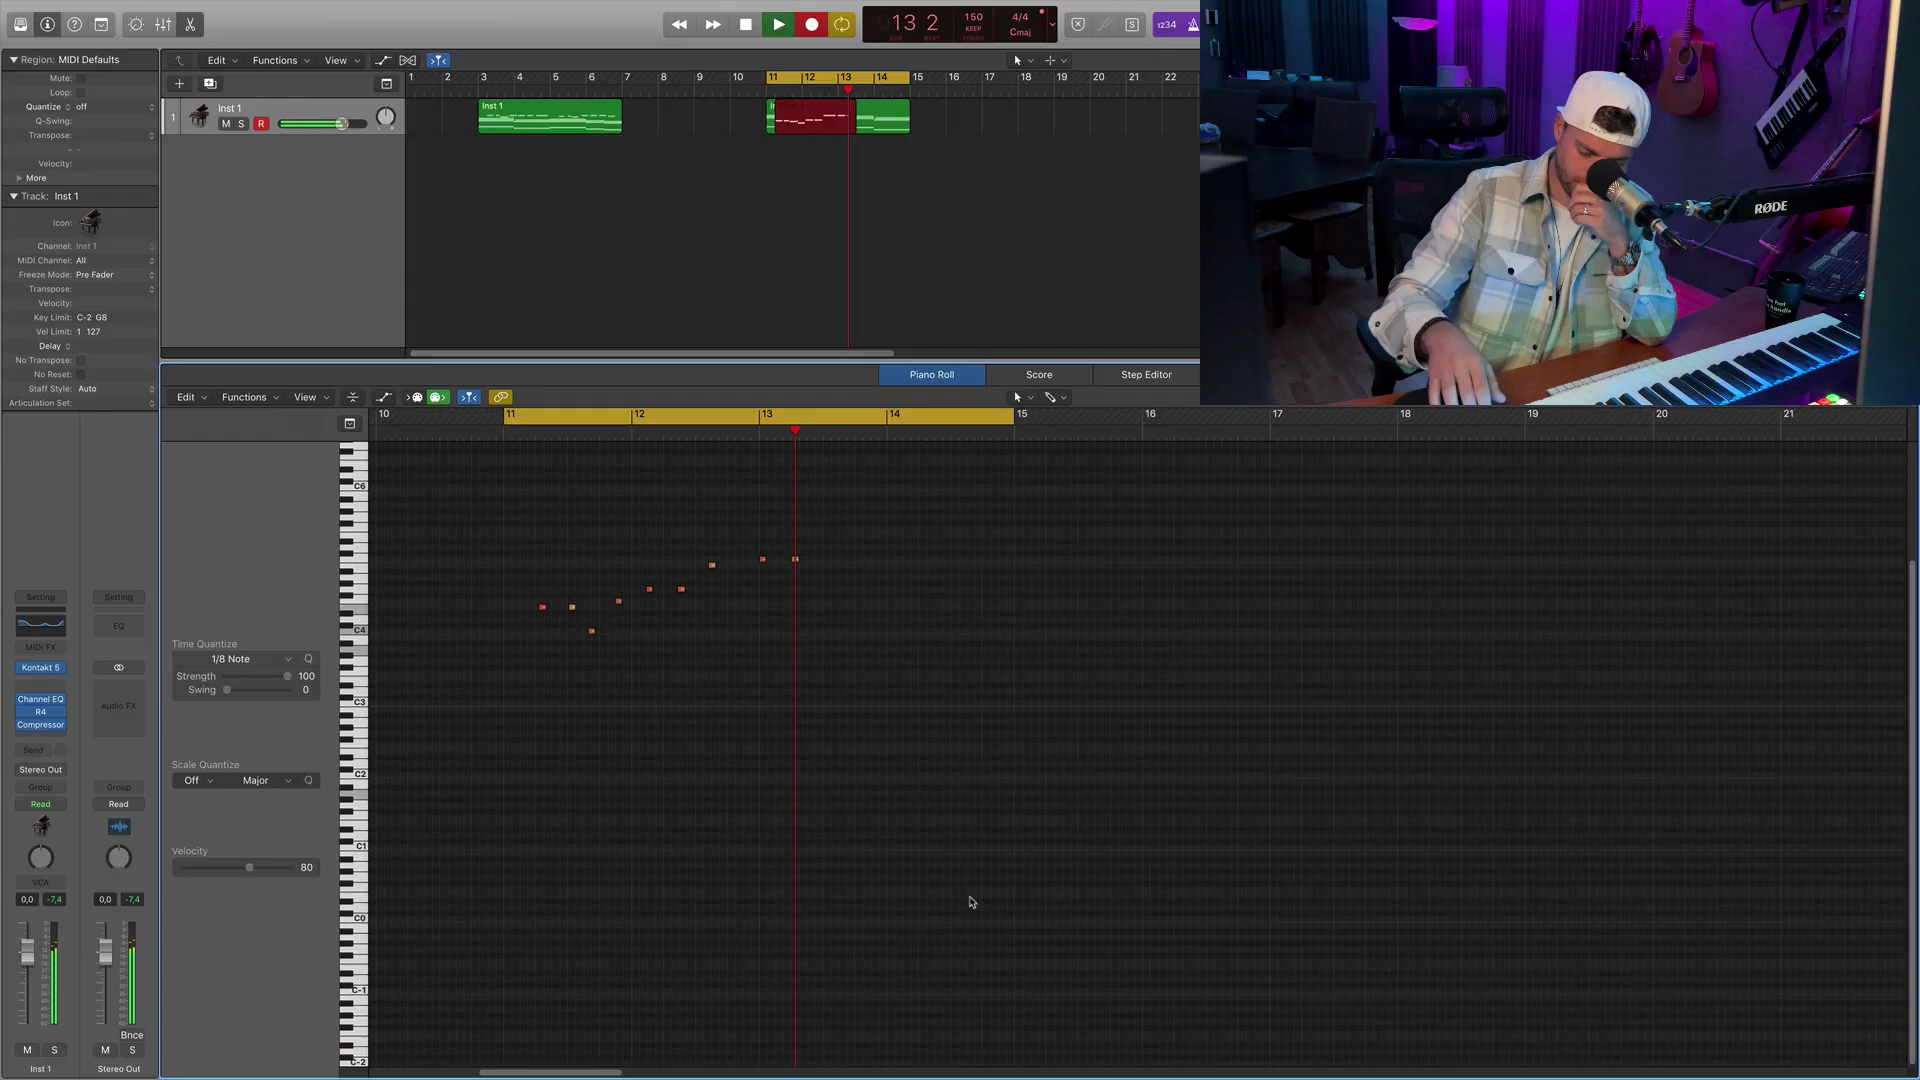 13 2
BAR
BEAT
150
KEEP
TEMPO
4/4
Cmaj
1234
Region: MIDI Defaults
Mute:
Loop:
Quantize off
Q-Swing:
Transpose:
Velocity:
More
Track: Inst 1
Icon:
Channel: Inst 1
MIDI Channel: All
Freeze Mode: Pre Fader
Transpose:
Velocity:
Key Limit: C-2 G8
Vel Limit: 1 127
Delay
No Transpose:
No Reset:
Staff Style: Auto
Articulation Set:
Edit Functions View
1 2 3 4 5 6 7 8 9 10 11 12 13 14 15 16 17 18 19 20 21 22
1 Inst 1
M S R
Inst 1
Piano Roll Score Step Editor
Edit Functions View
10 11 12 13 14 15 16 17 18 19 20 21
C6
C4
C3
C2
C1
C0
C-1
C-2
Time Quantize
1/8 Note Q
Strength 100
Swing 0
Scale Quantize
Off Major Q
Velocity
80
Setting Setting
EQ
MIDI FX
Kontakt 5
Channel EQ
R4
Compressor
Audio FX
Send
Stereo Out
Group Group
Read Read
VCA
0,0 -7,4 0,0 -7,4
Bnce
M S M S
Inst 1 Stereo Out
RØDE